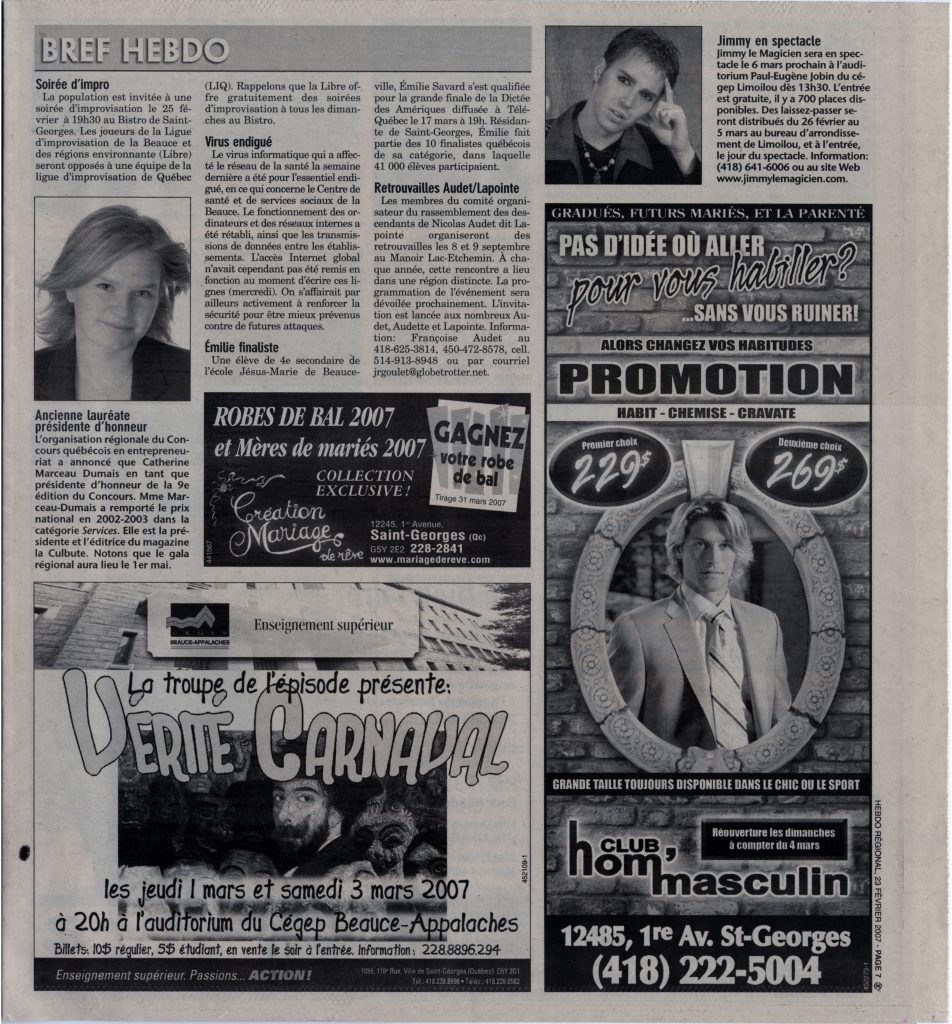 BREF HEBDO
Soirée d'impro
La population est invitée à une
soirée d'improvisation le 25 fé-
vrier à 19h30 au Bistro de Saint-
Georges. Les joueurs de la Ligue
d'improvisation de la Beauce et
des régions environnante (Libre)
seront opposés à une équipe de la
ligue d'improvisation de Québec
(LIQ). Rappelons que la Libre of-
fre gratuitement des soirées
d'improvisation à tous les diman-
ches au Bistro.
Virus endigué
Le virus informatique qui a affec-
té le réseau de la santé la semaine
dernière a été pour l'essentiel endi-
gué, en ce qui concerne le Centre de
santé et de services sociaux de la
Beauce. Le fonctionnement des or-
dinateurs et des réseaux internes a
été rétabli, ainsi que les transmis-
sions de données entre les établis-
sements. L'accès Internet global
n'avait cependant pas été remis en
fonction au moment d'écrire ces li-
gnes (mercredi). On s'affairait par
ailleurs activement à renforcer la
sécurité pour être mieux prévenus
contre de futures attaques.
Émilie finaliste
Une élève de 4e secondaire de
l'école Jésus-Marie de Beauce-
ville, Émilie Savard s'est qualifiée
pour la grande finale de la Dictée
des Amériques diffusée à Télé-
Québec le 17 mars à 19h. Résidan-
te de Saint-Georges, Émilie fait
partie des 10 finalistes québécois
de sa catégorie, dans laquelle
41 000 élèves participaient.
Retrouvailles Audet/Lapointe
Les membres du comité organi-
sateur du rassemblement des des-
cendants de Nicolas Audet dit La-
pointe organiseront des
retrouvailles les 8 et 9 septembre
au Manoir Lac-Etchemin. À cha-
que année, cette rencontre a lieu
dans une région distincte. La pro-
grammation de l'événement sera
dévoilée prochainement. L'invita-
tion est lancée aux nombreux Au-
det, Audette et Lapointe. Informa-
tion: Françoise Audet au
418-625-3814, 450-472-8578, cell.
514-913-8948 ou par courriel
jrgoulet@globetrotter.net.
Ancienne lauréate
présidente d'honneur
L'organisation régionale du Con-
cours québécois en entrepreneu-
riat a annoncé que Catherine
Marceau Dumais en tant que
présidente d'honneur de la 9e
édition du Concours. Mme Mar-
ceau-Dumais a remporté le prix
national en 2002-2003 dans la
catégorie Services. Elle est la pré-
sidente et l'éditrice du magazine
la Culbute. Notons que le gala
régional aura lieu le 1er mai.
Jimmy en spectacle
Jimmy le Magicien sera en spec-
tacle le 6 mars prochain à l'audi-
torium Paul-Eugène Jobin du cé-
gep Limoilou dès 13h30. L'entrée
est gratuite, il y a 700 places dis-
ponibles. Des laissez-passer se-
ront distribués du 26 février au
5 mars au bureau d'arrondisse-
ment de Limoilou, et à l'entrée,
le jour du spectacle. Information:
(418) 641-6006 ou au site Web
www.jimmylemagicien.com.
ROBES DE BAL 2007
et Mères de mariés 2007
COLLECTION
EXCLUSIVE!
Création
Mariage
de rêve
GAGNEZ
votre robe
de bal
Tirage 31 mars 2007
12245, 1re Avenue,
Saint-Georges (Qc)
G5Y 2E2 228-2841
www.mariagedereve.com
CÉGEP
BEAUCE-APPALACHES
Enseignement supérieur
La troupe de l'épisode présente:
VÉRITÉ CARNAVAL
les jeudi 1 mars et samedi 3 mars 2007
à 20h à l'auditorium du Cégep Beauce-Appalaches
Billets: 10$ régulier, 5$ étudiant, en vente le soir à l'entrée. Information: 228.8896.294
Enseignement supérieur. Passions... ACTION!
1055, 116e Rue, Ville de Saint-Georges (Québec) G5Y 3G1
Tél.: 418.228.8896 • Téléc.: 418.228.0562
GRADUÉS, FUTURS MARIÉS, ET LA PARENTÉ
PAS D'IDÉE OÙ ALLER
pour vous habiller?
...SANS VOUS RUINER!
ALORS CHANGEZ VOS HABITUDES
PROMOTION
HABIT - CHEMISE - CRAVATE
Premier choix
229$
Deuxième choix
269$
GRANDE TAILLE TOUJOURS DISPONIBLE DANS LE CHIC OU LE SPORT
CLUB
hom'
masculin
Réouverture les dimanches
à compter du 4 mars
12485, 1re Av. St-Georges
(418) 222-5004
HEBDO RÉGIONAL, 23 FÉVRIER 2007 - PAGE 7